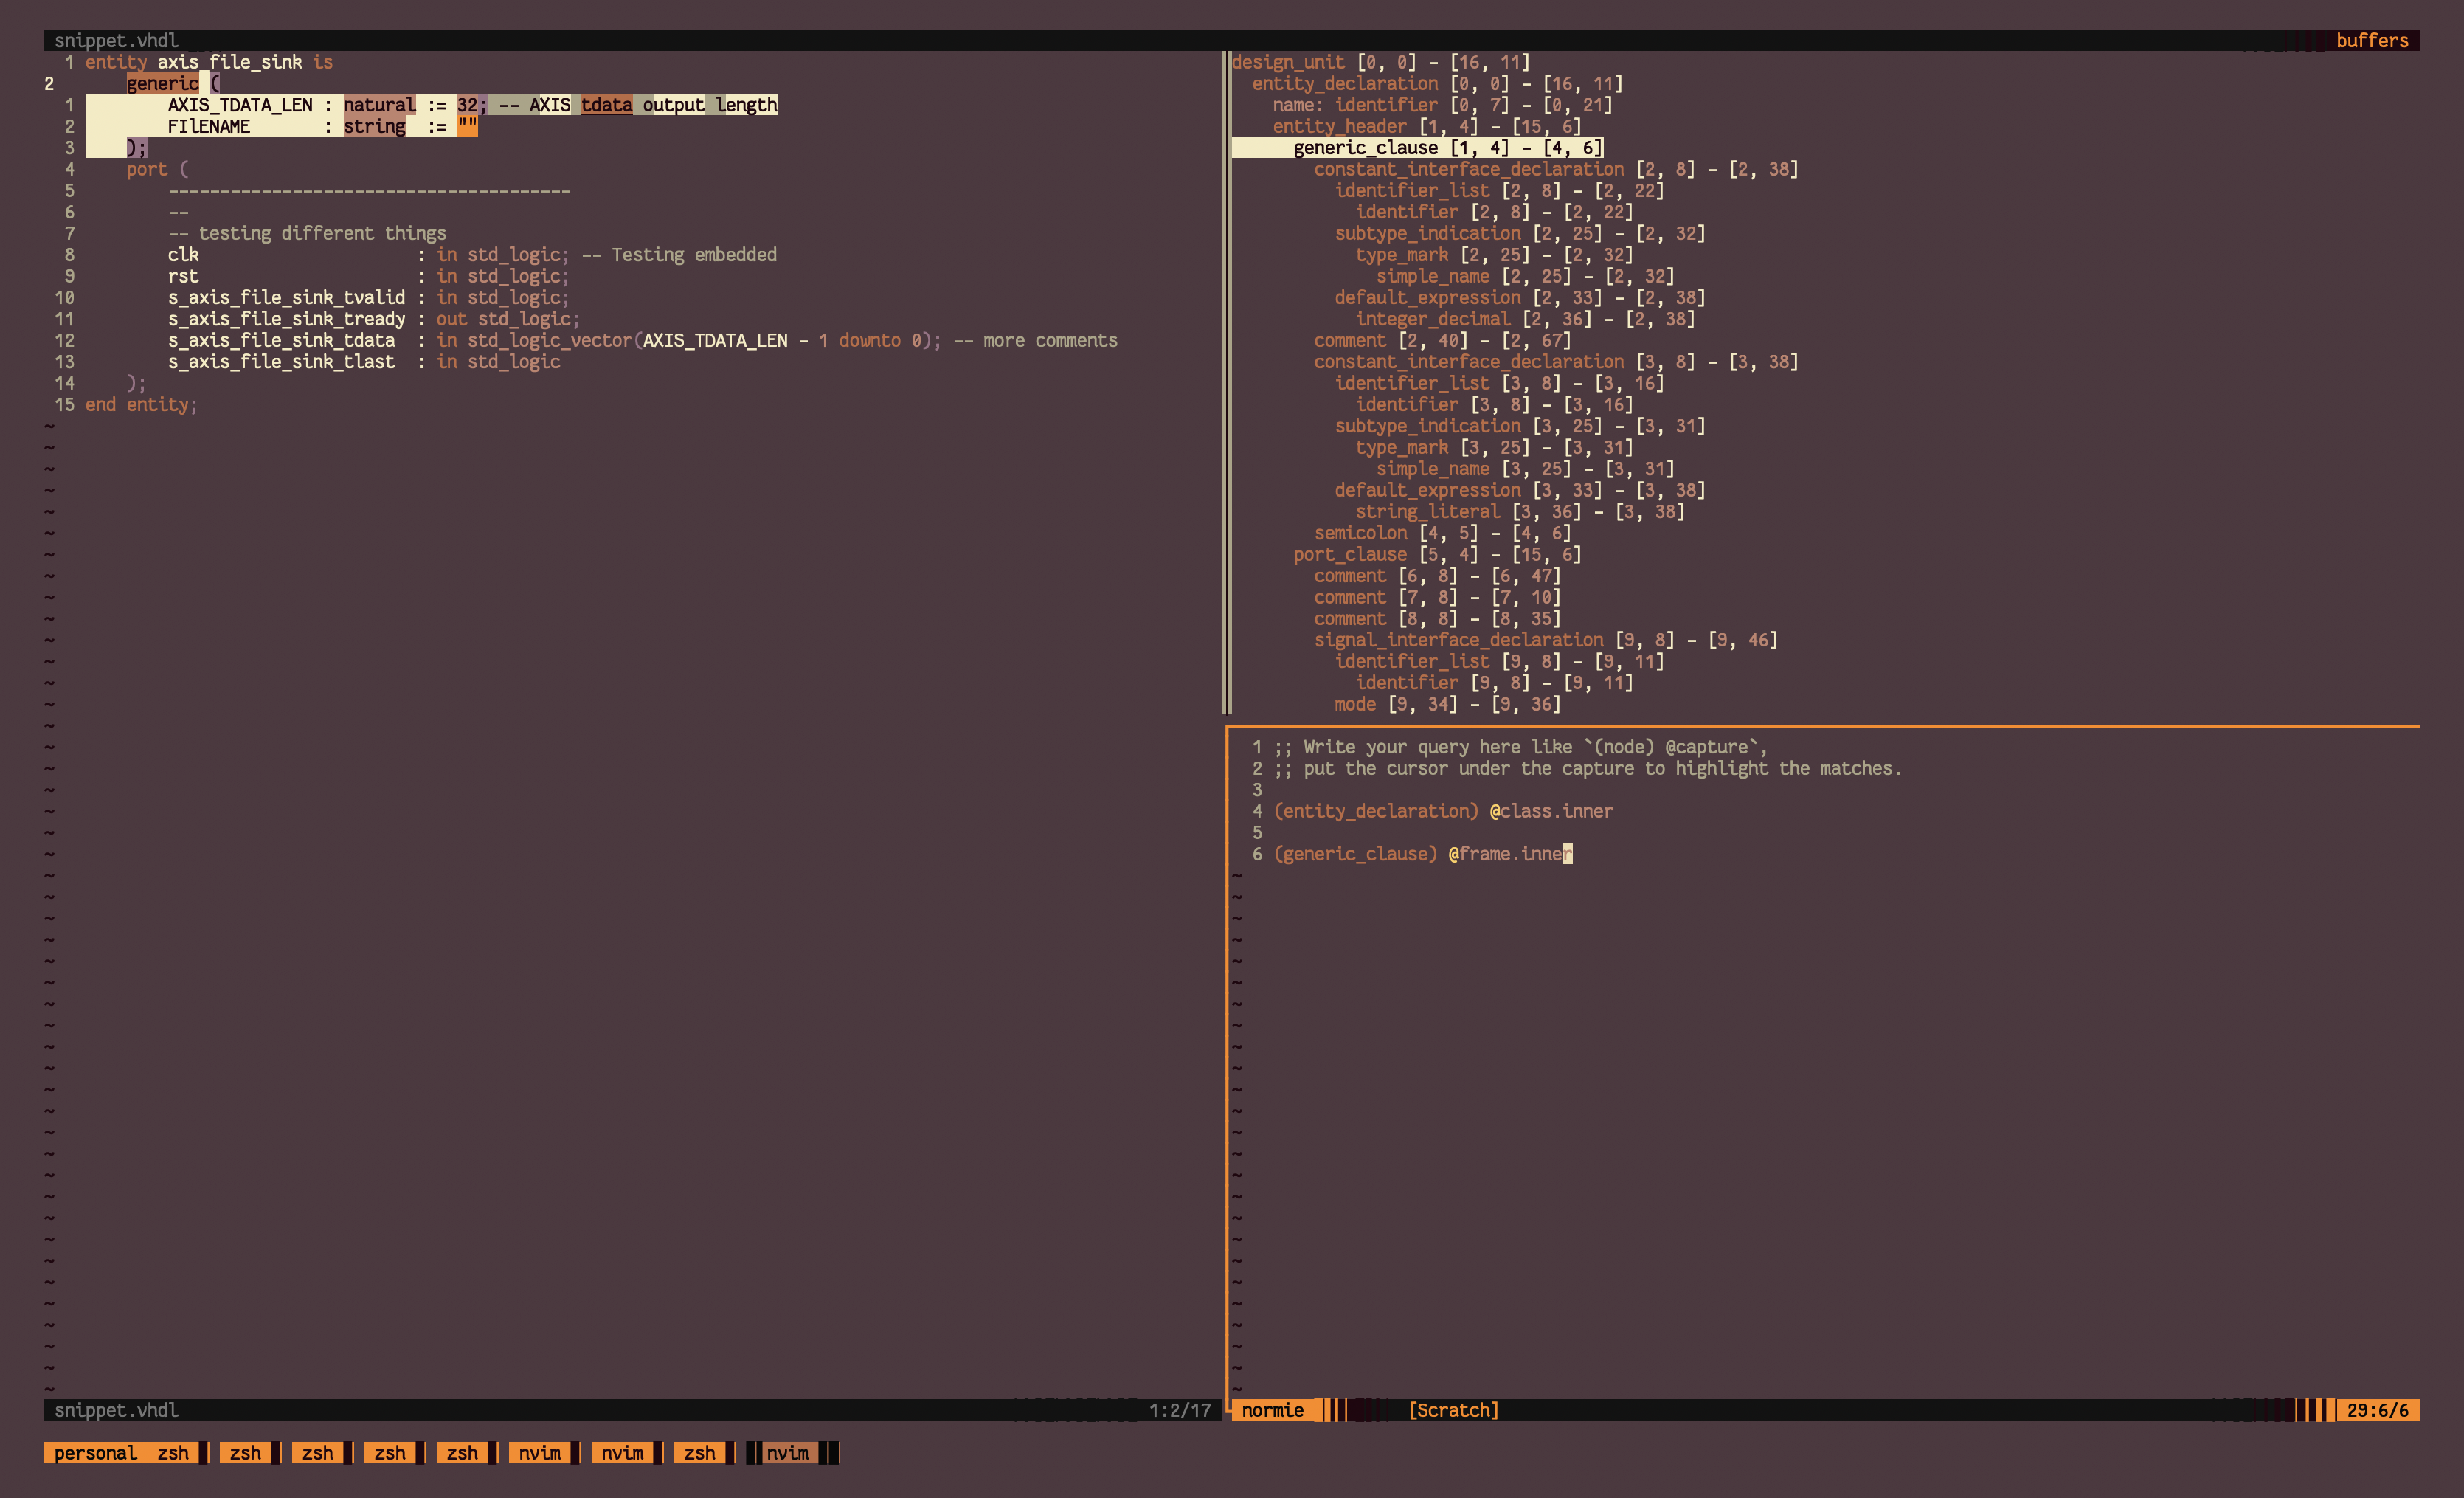 snippet.vhdl
buffers
1 entity axis_file_sink is
2 generic (
1 AXIS_TDATA_LEN : natural := 32; -- AXIS tdata output length
2 FIlENAME : string := ""
3 );
4 port (
5 ---------------------------------------
6 --
7 -- testing different things
8 clk : in std_logic; -- Testing embedded
9 rst : in std_logic;
10 s_axis_file_sink_tvalid : in std_logic;
11 s_axis_file_sink_tready : out std_logic;
12 s_axis_file_sink_tdata : in std_logic_vector(AXIS_TDATA_LEN - 1 downto 0); -- more comments
13 s_axis_file_sink_tlast : in std_logic
14 );
15 end entity;
design_unit [0, 0] - [16, 11]
entity_declaration [0, 0] - [16, 11]
name: identifier [0, 7] - [0, 21]
entity_header [1, 4] - [15, 6]
generic_clause [1, 4] - [4, 6]
constant_interface_declaration [2, 8] - [2, 38]
identifier_list [2, 8] - [2, 22]
identifier [2, 8] - [2, 22]
subtype_indication [2, 25] - [2, 32]
type_mark [2, 25] - [2, 32]
simple_name [2, 25] - [2, 32]
default_expression [2, 33] - [2, 38]
integer_decimal [2, 36] - [2, 38]
comment [2, 40] - [2, 67]
constant_interface_declaration [3, 8] - [3, 38]
identifier_list [3, 8] - [3, 16]
identifier [3, 8] - [3, 16]
subtype_indication [3, 25] - [3, 31]
type_mark [3, 25] - [3, 31]
simple_name [3, 25] - [3, 31]
default_expression [3, 33] - [3, 38]
string_literal [3, 36] - [3, 38]
semicolon [4, 5] - [4, 6]
port_clause [5, 4] - [15, 6]
comment [6, 8] - [6, 47]
comment [7, 8] - [7, 10]
comment [8, 8] - [8, 35]
signal_interface_declaration [9, 8] - [9, 46]
identifier_list [9, 8] - [9, 11]
identifier [9, 8] - [9, 11]
mode [9, 34] - [9, 36]
1 ;; Write your query here like `(node) @capture`,
2 ;; put the cursor under the capture to highlight the matches.
3
4 (entity_declaration) @class.inner
5
6 (generic_clause) @frame.inner
snippet.vhdl 1:2/17
normie [Scratch] 29:6/6
personal zsh zsh zsh zsh zsh nvim nvim zsh nvim